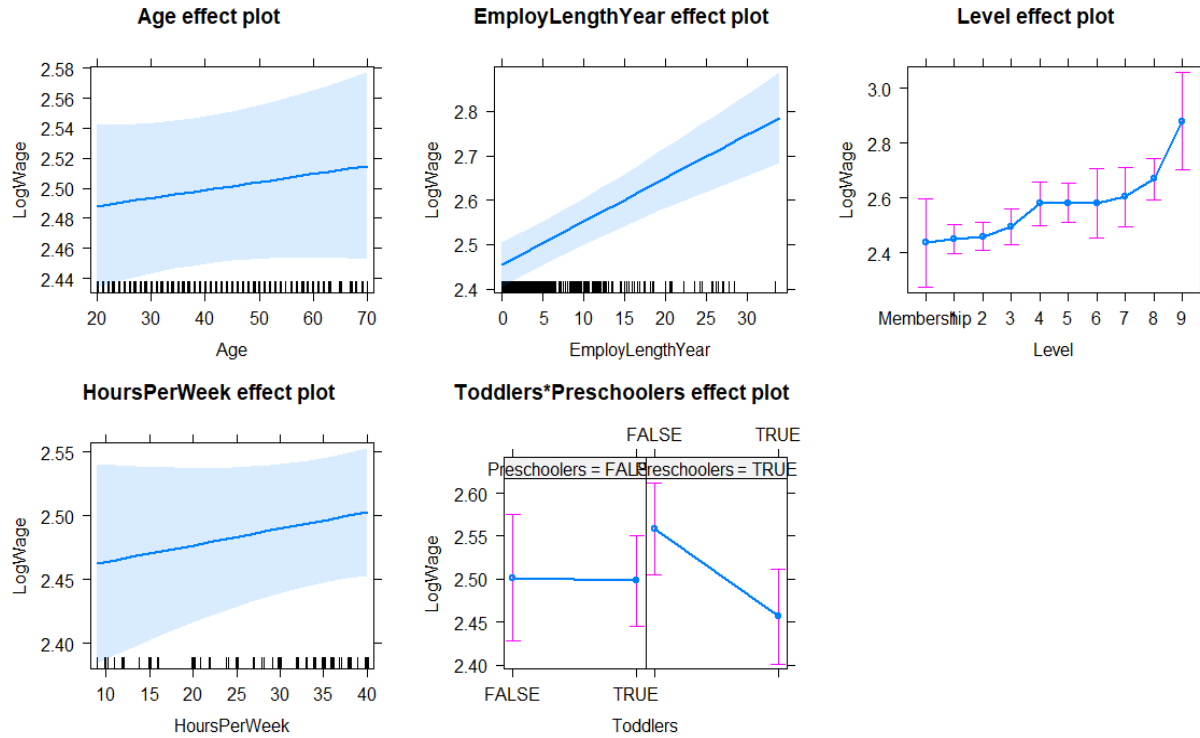 Age effect plot
2.58
2.56
2.54
2.52
2.50
2.48
2.46
2.44
LogWage
20 30 40 50 60 70
Age
EmployLengthYear effect plot
2.8
2.7
2.6
2.5
2.4
LogWage
0 5 10 15 20 25 30
EmployLengthYear
Level effect plot
3.0
2.8
2.6
2.4
LogWage
Membership 1 2 3 4 5 6 7 8 9
Level
HoursPerWeek effect plot
2.55
2.50
2.45
2.40
LogWage
10 15 20 25 30 35 40
HoursPerWeek
Toddlers*Preschoolers effect plot
FALSE TRUE
Preschoolers = FALSE Preschoolers = TRUE
2.60
2.55
2.50
2.45
2.40
LogWage
FALSE TRUE
Toddlers